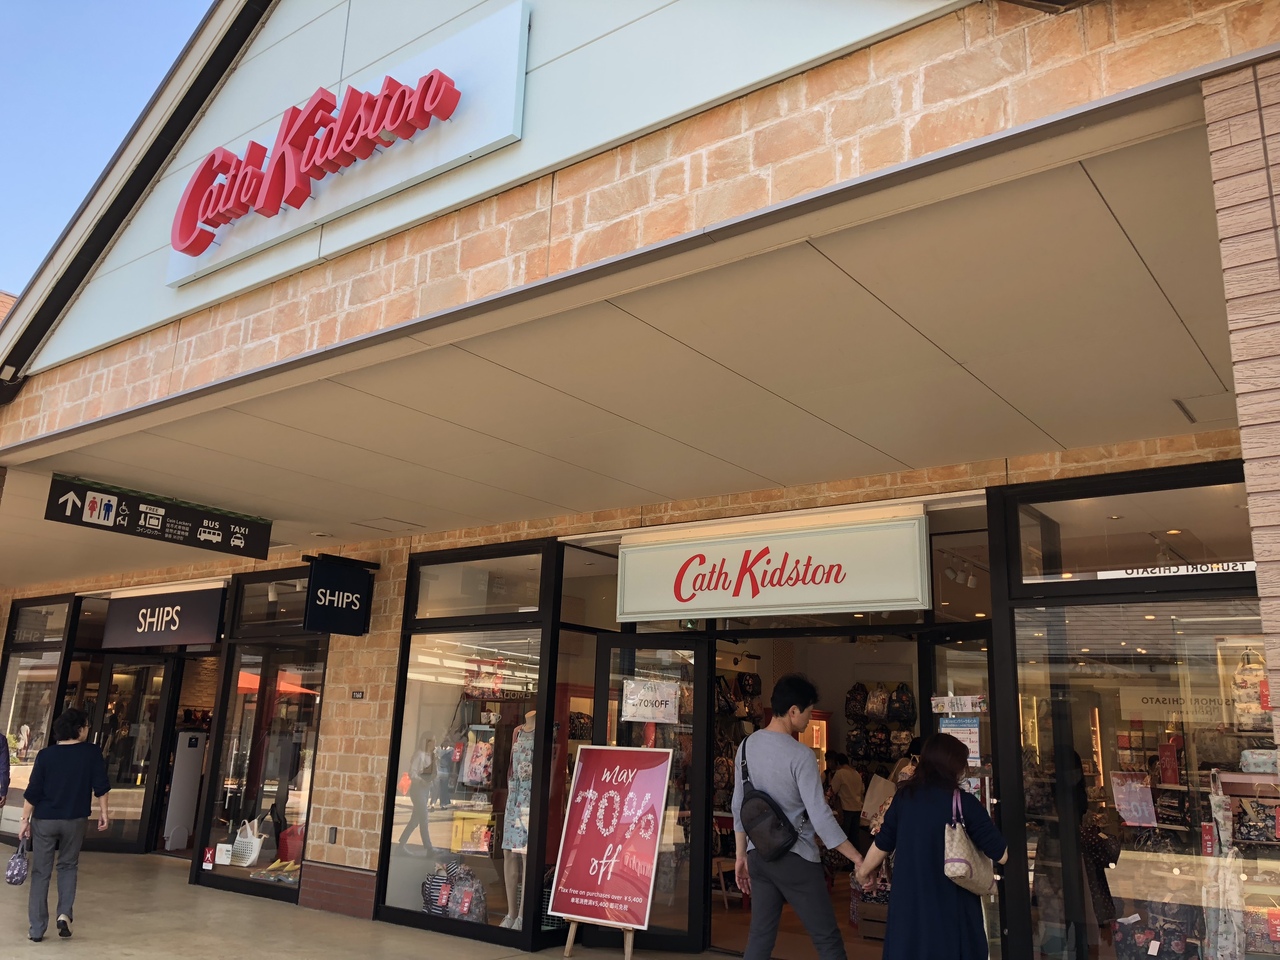 Cath Kidston
FREE
Coin Lockers
コインロッカー
BUS
TAXI
SHIPS
SHIPS
Cath Kidston
TSUMORI CHISATO
TSUMORI CHISATO
1160
70%OFF
max
70%
off
Tax free on purchases over ¥5,400